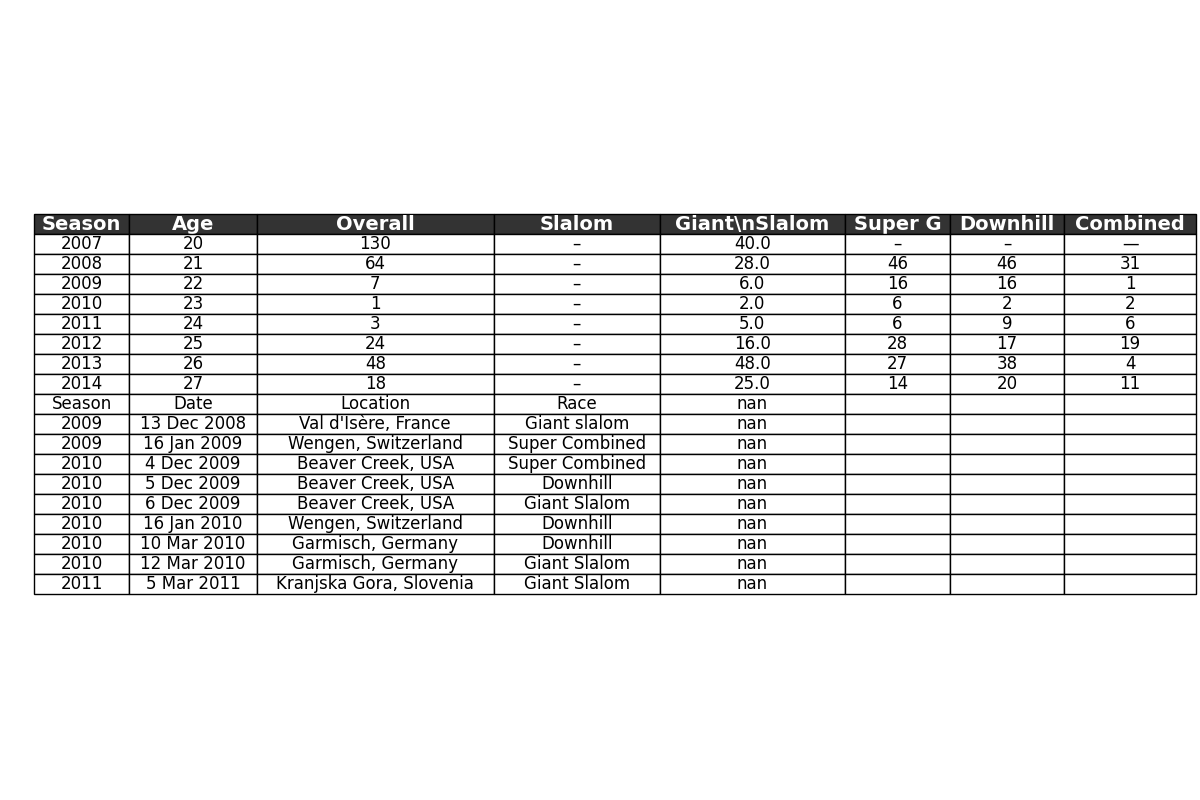 Season Age Overall Slalom Giant\nSlalom Super G Downhill Combined
2007 20 130 – 40.0 – – —
2008 21 64 – 28.0 46 46 31
2009 22 7 – 6.0 16 16 1
2010 23 1 – 2.0 6 2 2
2011 24 3 – 5.0 6 9 6
2012 25 24 – 16.0 28 17 19
2013 26 48 – 48.0 27 38 4
2014 27 18 – 25.0 14 20 11
Season Date Location Race nan
2009 13 Dec 2008 Val d'Isère, France Giant slalom nan
2009 16 Jan 2009 Wengen, Switzerland Super Combined nan
2010 4 Dec 2009 Beaver Creek, USA Super Combined nan
2010 5 Dec 2009 Beaver Creek, USA Downhill nan
2010 6 Dec 2009 Beaver Creek, USA Giant Slalom nan
2010 16 Jan 2010 Wengen, Switzerland Downhill nan
2010 10 Mar 2010 Garmisch, Germany Downhill nan
2010 12 Mar 2010 Garmisch, Germany Giant Slalom nan
2011 5 Mar 2011 Kranjska Gora, Slovenia Giant Slalom nan